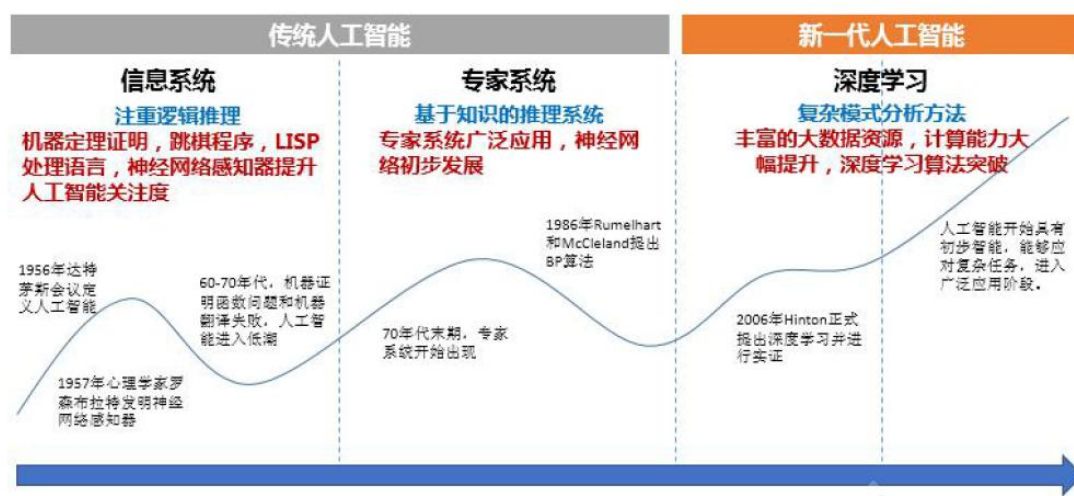 传统人工智能
新一代人工智能
信息系统
注重逻辑推理
机器定理证明，跳棋程序，LISP
处理语言，神经网络感知器提升
人工智能关注度
专家系统
基于知识的推理系统
专家系统广泛应用，神经网
络初步发展
深度学习
复杂模式分析方法
丰富的大数据资源，计算能力大
幅提升，深度学习算法突破
1956年达特
茅斯会议定
义人工智能
1957年心理学家罗
森布拉特发明神经
网络感知器
60-70年代，机器证
明函数问题和机器
翻译失败，人工智
能进入低潮
70年代末期，专家
系统开始出现
1986年Rumelhart
和McCleland提出
BP算法
2006年Hinton正式
提出深度学习并进
行实证
人工智能开始具有
初步智能，能够应
对复杂任务，进入
广泛应用阶段。